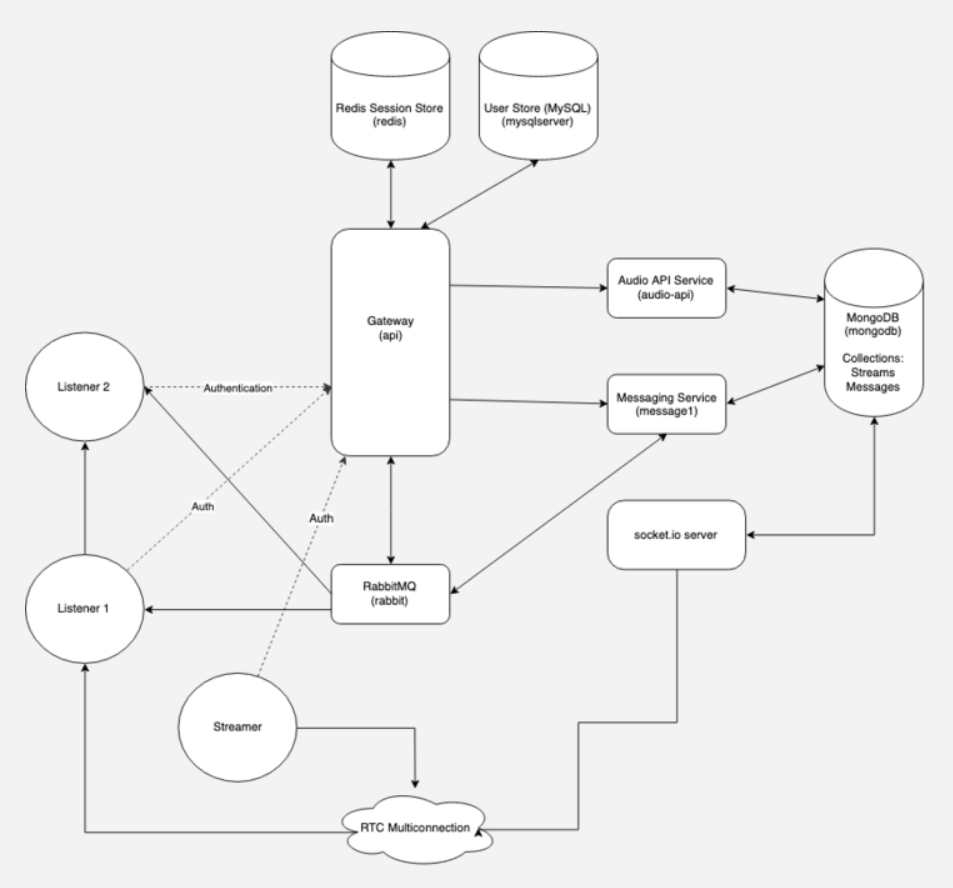 Redis Session Store
(redis)
User Store (MySQL)
(mysqlserver)
Gateway
(api)
Audio API Service
(audio-api)
MongoDB
(mongodb)
Collections:
Streams
Messages
Listener 2
Authentication
Messaging Service
(message1)
Auth
Auth
socket.io server
RabbitMQ
(rabbit)
Listener 1
Streamer
RTC Multiconnection